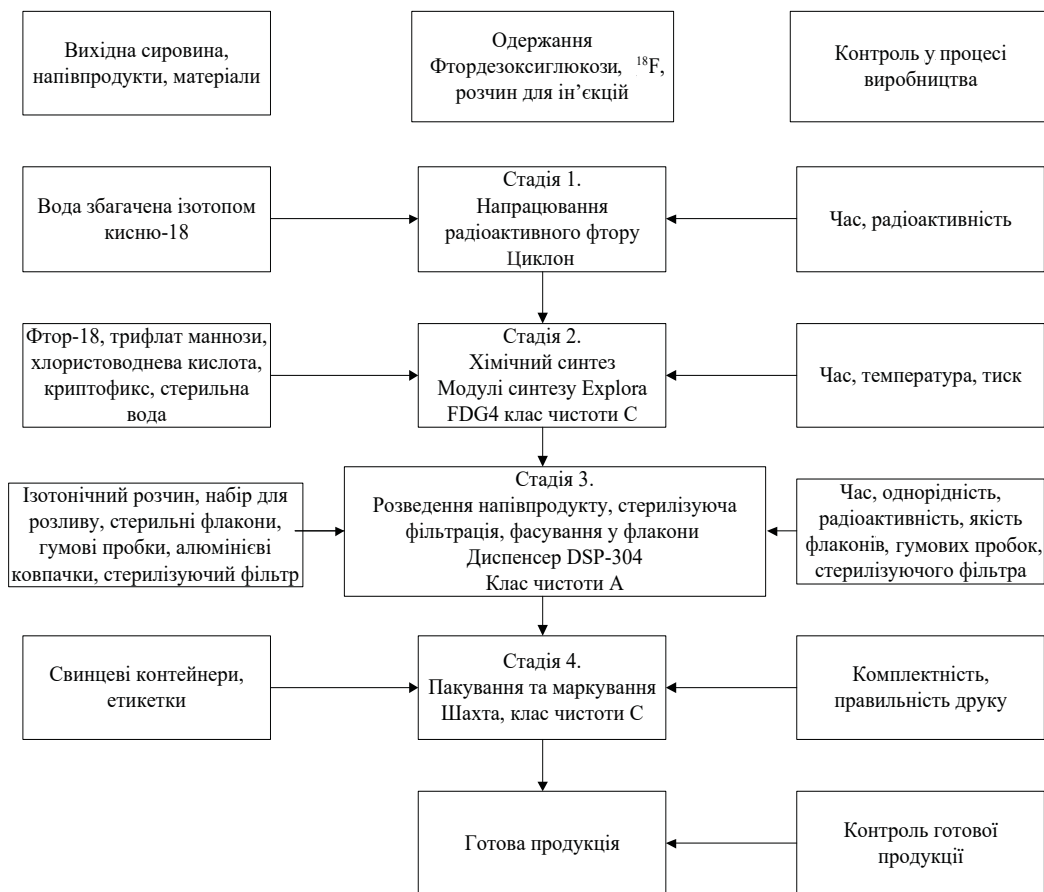 Вихідна сировина,
напівпродукти, матеріали
Одержання
Фтордезоксиглюкози, ¹⁸F,
розчин для ін’єкцій
Контроль у процесі
виробництва
Вода збагачена ізотопом
кисню-18
Стадія 1.
Напрацювання
радіоактивного фтору
Циклон
Час, радіоактивність
Фтор-18, трифлат маннози,
хлористоводнева кислота,
криптофикс, стерильна
вода
Стадія 2.
Хімічний синтез
Модулі синтезу Explora
FDG4 клас чистоти С
Час, температура, тиск
Ізотонічний розчин, набір для
розливу, стерильні флакони,
гумові пробки, алюмінієві
ковпачки, стерилізуючий фільтр
Стадія 3.
Розведення напівпродукту, стерилізуюча
фільтрація, фасування у флакони
Диспенсер DSP-304
Клас чистоти А
Час, однорідність,
радіоактивність, якість
флаконів, гумових пробок,
стерилізуючого фільтра
Свинцеві контейнери,
етикетки
Стадія 4.
Пакування та маркування
Шахта, клас чистоти С
Комплектність,
правильність друку
Готова продукція
Контроль готової
продукції